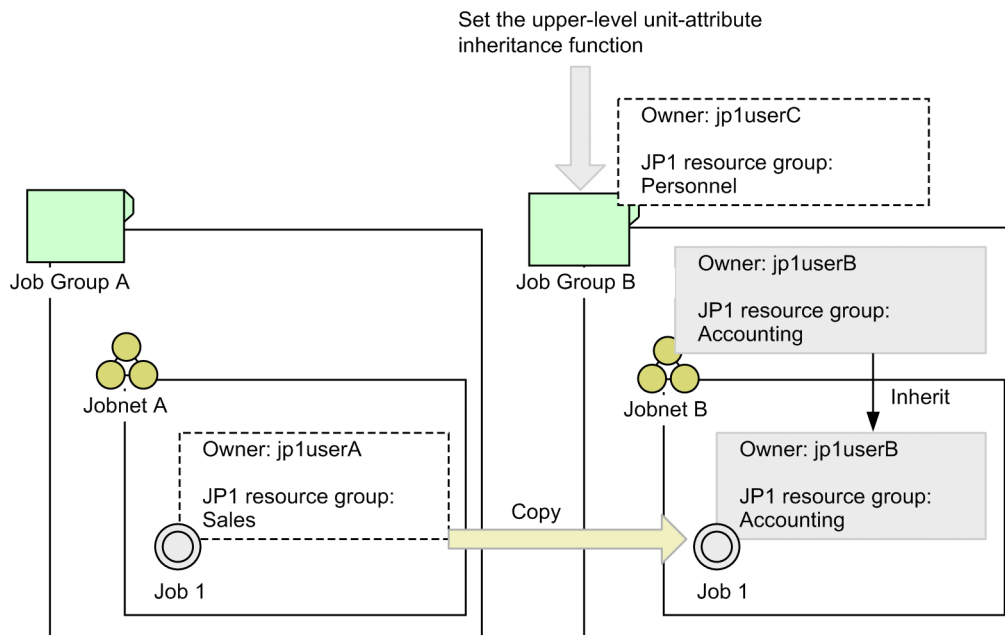 Set the upper-level unit-attribute
inheritance function
Owner: jp1userC
JP1 resource group:
Personnel
Job Group A
Job Group B
Owner: jp1userB
JP1 resource group:
Accounting
Jobnet A
Jobnet B
Inherit
Owner: jp1userA
JP1 resource group:
Sales
Copy
Owner: jp1userB
JP1 resource group:
Accounting
Job 1
Job 1